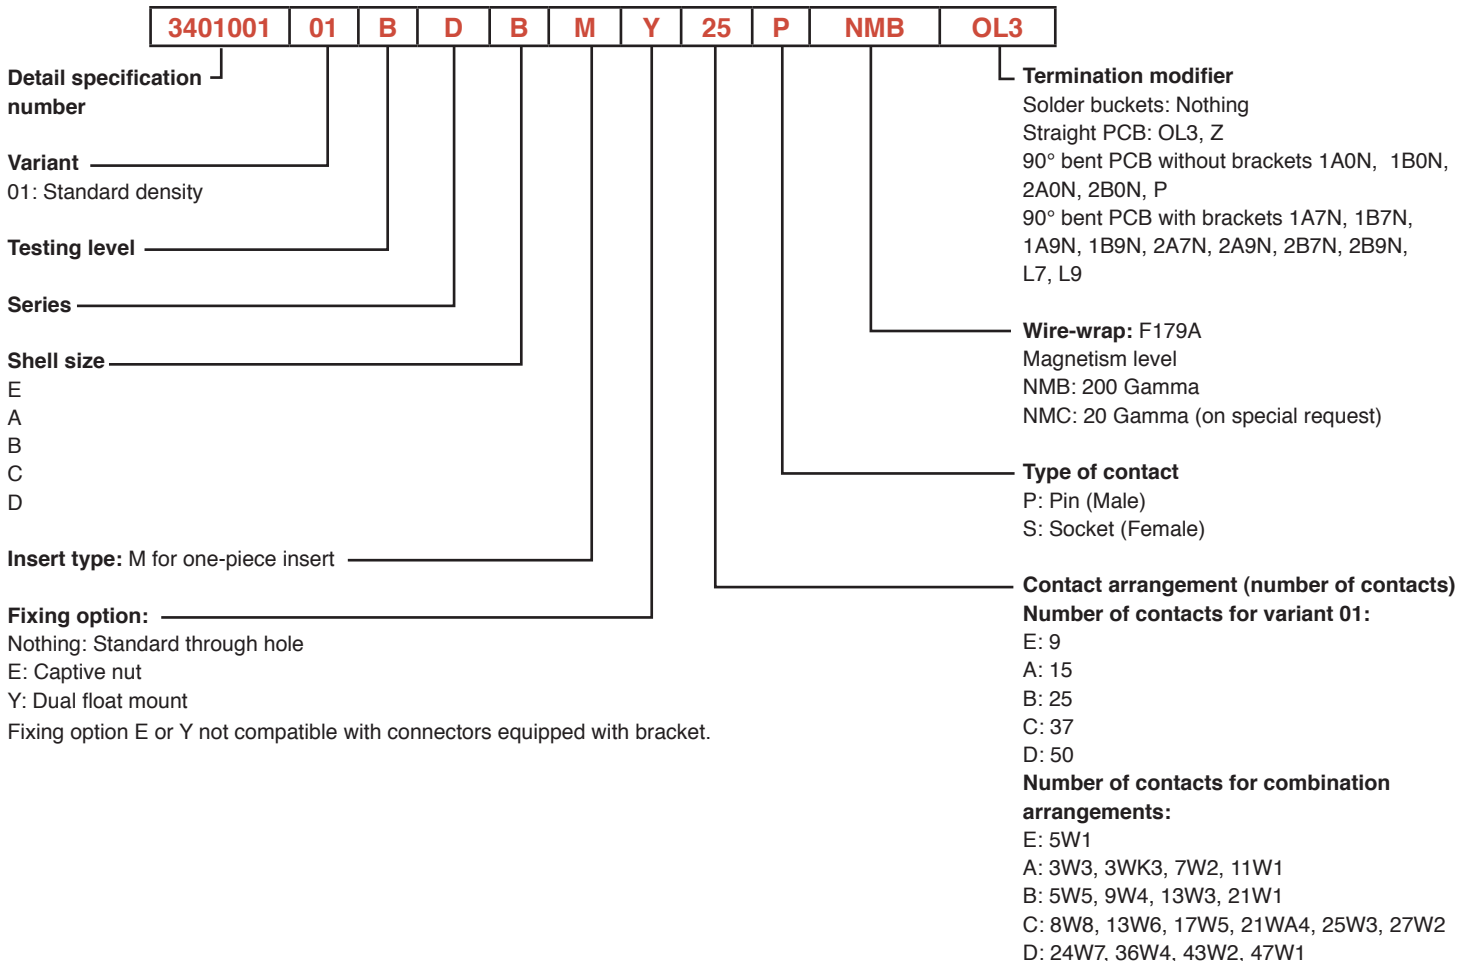 3401001 01 B D B M Y 25 P NMB OL3
Detail specification
number
Variant
01: Standard density
Testing level
Series
Shell size
E
A
B
C
D
Insert type: M for one-piece insert
Fixing option:
Nothing: Standard through hole
E: Captive nut
Y: Dual float mount
Fixing option E or Y not compatible with connectors equipped with bracket.
Termination modifier
Solder buckets: Nothing
Straight PCB: OL3, Z
90° bent PCB without brackets 1A0N, 1B0N,
2A0N, 2B0N, P
90° bent PCB with brackets 1A7N, 1B7N,
1A9N, 1B9N, 2A7N, 2A9N, 2B7N, 2B9N,
L7, L9
Wire-wrap: F179A
Magnetism level
NMB: 200 Gamma
NMC: 20 Gamma (on special request)
Type of contact
P: Pin (Male)
S: Socket (Female)
Contact arrangement (number of contacts)
Number of contacts for variant 01:
E: 9
A: 15
B: 25
C: 37
D: 50
Number of contacts for combination
arrangements:
E: 5W1
A: 3W3, 3WK3, 7W2, 11W1
B: 5W5, 9W4, 13W3, 21W1
C: 8W8, 13W6, 17W5, 21WA4, 25W3, 27W2
D: 24W7, 36W4, 43W2, 47W1